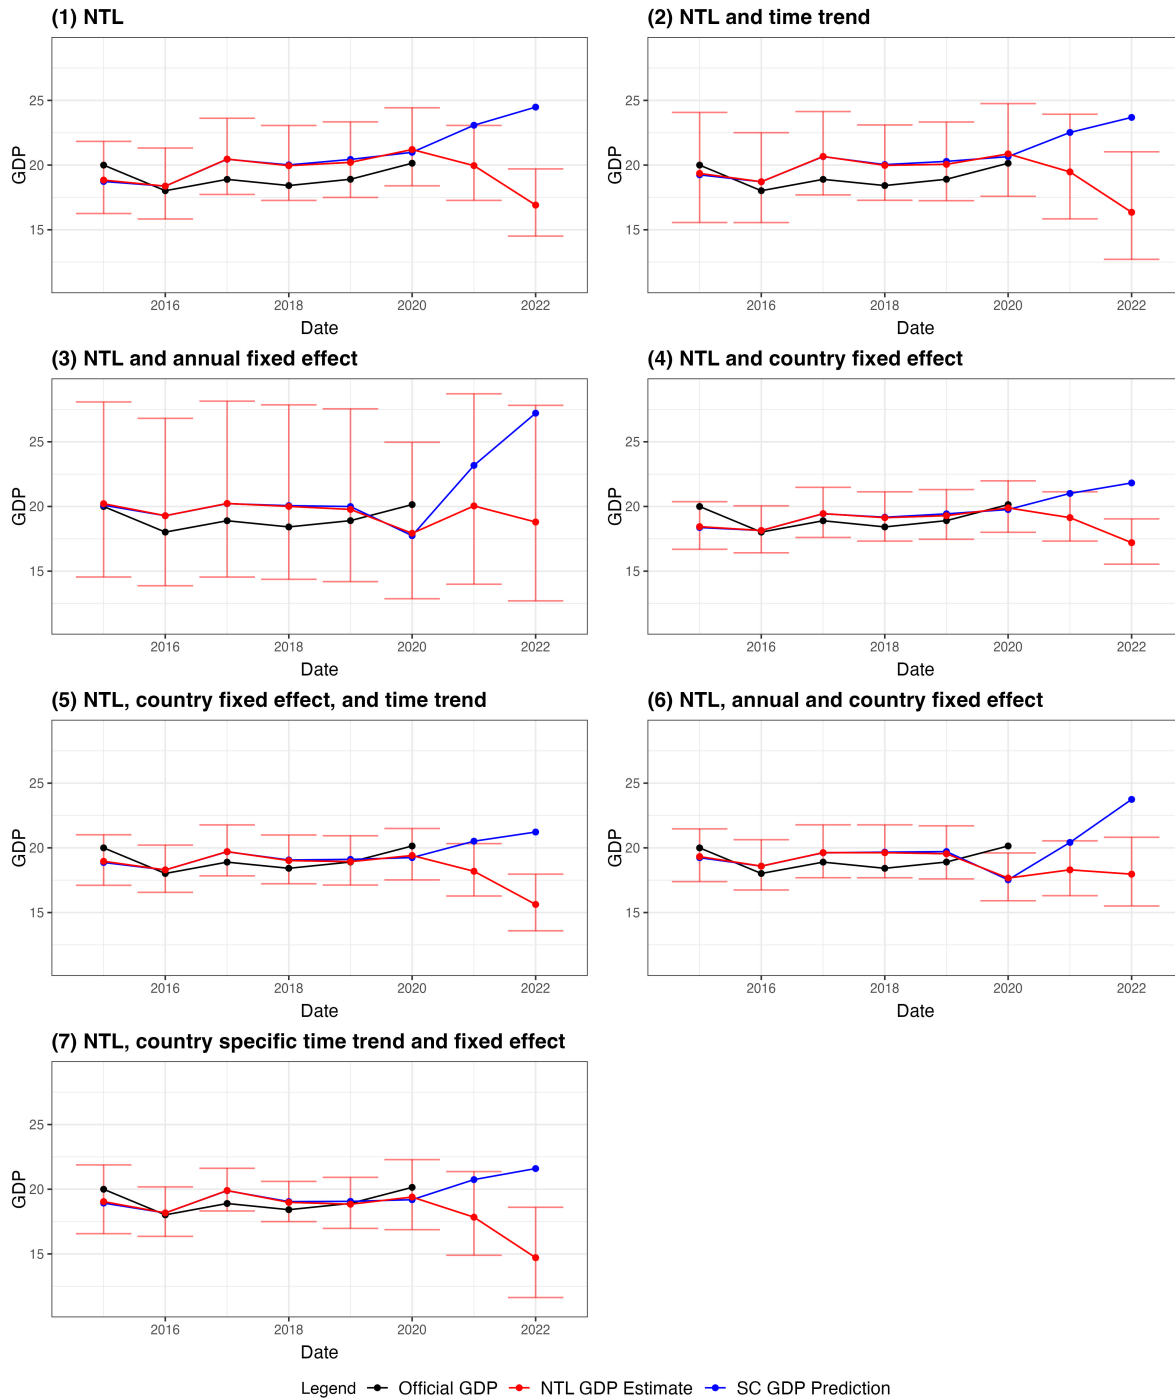 (1) NTL
(2) NTL and time trend
GDP
25
20
15
2016 2018 2020 2022
Date
GDP
25
20
15
2016 2018 2020 2022
Date
(3) NTL and annual fixed effect
(4) NTL and country fixed effect
GDP
25
20
15
2016 2018 2020 2022
Date
GDP
25
20
15
2016 2018 2020 2022
Date
(5) NTL, country fixed effect, and time trend
(6) NTL, annual and country fixed effect
GDP
25
20
15
2016 2018 2020 2022
Date
GDP
25
20
15
2016 2018 2020 2022
Date
(7) NTL, country specific time trend and fixed effect
GDP
25
20
15
2016 2018 2020 2022
Date
Legend Official GDP NTL GDP Estimate SC GDP Prediction